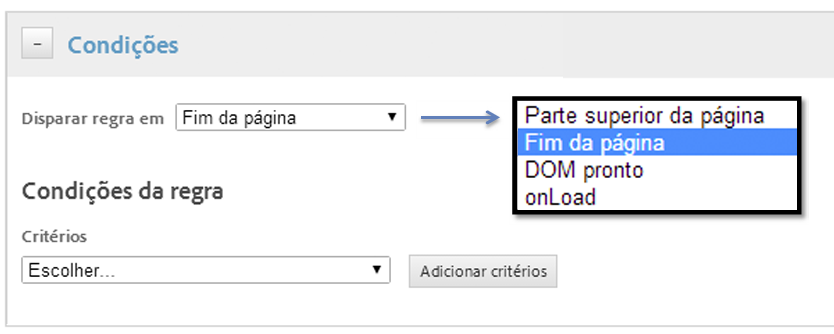 - Condições
Disparar regra em Fim da página
Parte superior da página
Fim da página
DOM pronto
onLoad
Condições da regra
Critérios
Escolher... Adicionar critérios